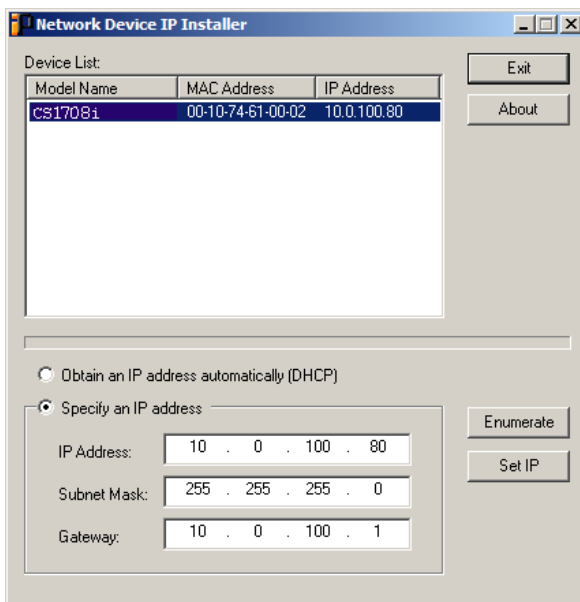 Network Device IP Installer
Device List:
Model Name MAC Address IP Address
CS1708i 00-10-74-61-00-02 10.0.100.80
Exit
About
Obtain an IP address automatically (DHCP)
Specify an IP address
IP Address: 10 . 0 . 100 . 80
Subnet Mask: 255 . 255 . 255 . 0
Gateway: 10 . 0 . 100 . 1
Enumerate
Set IP